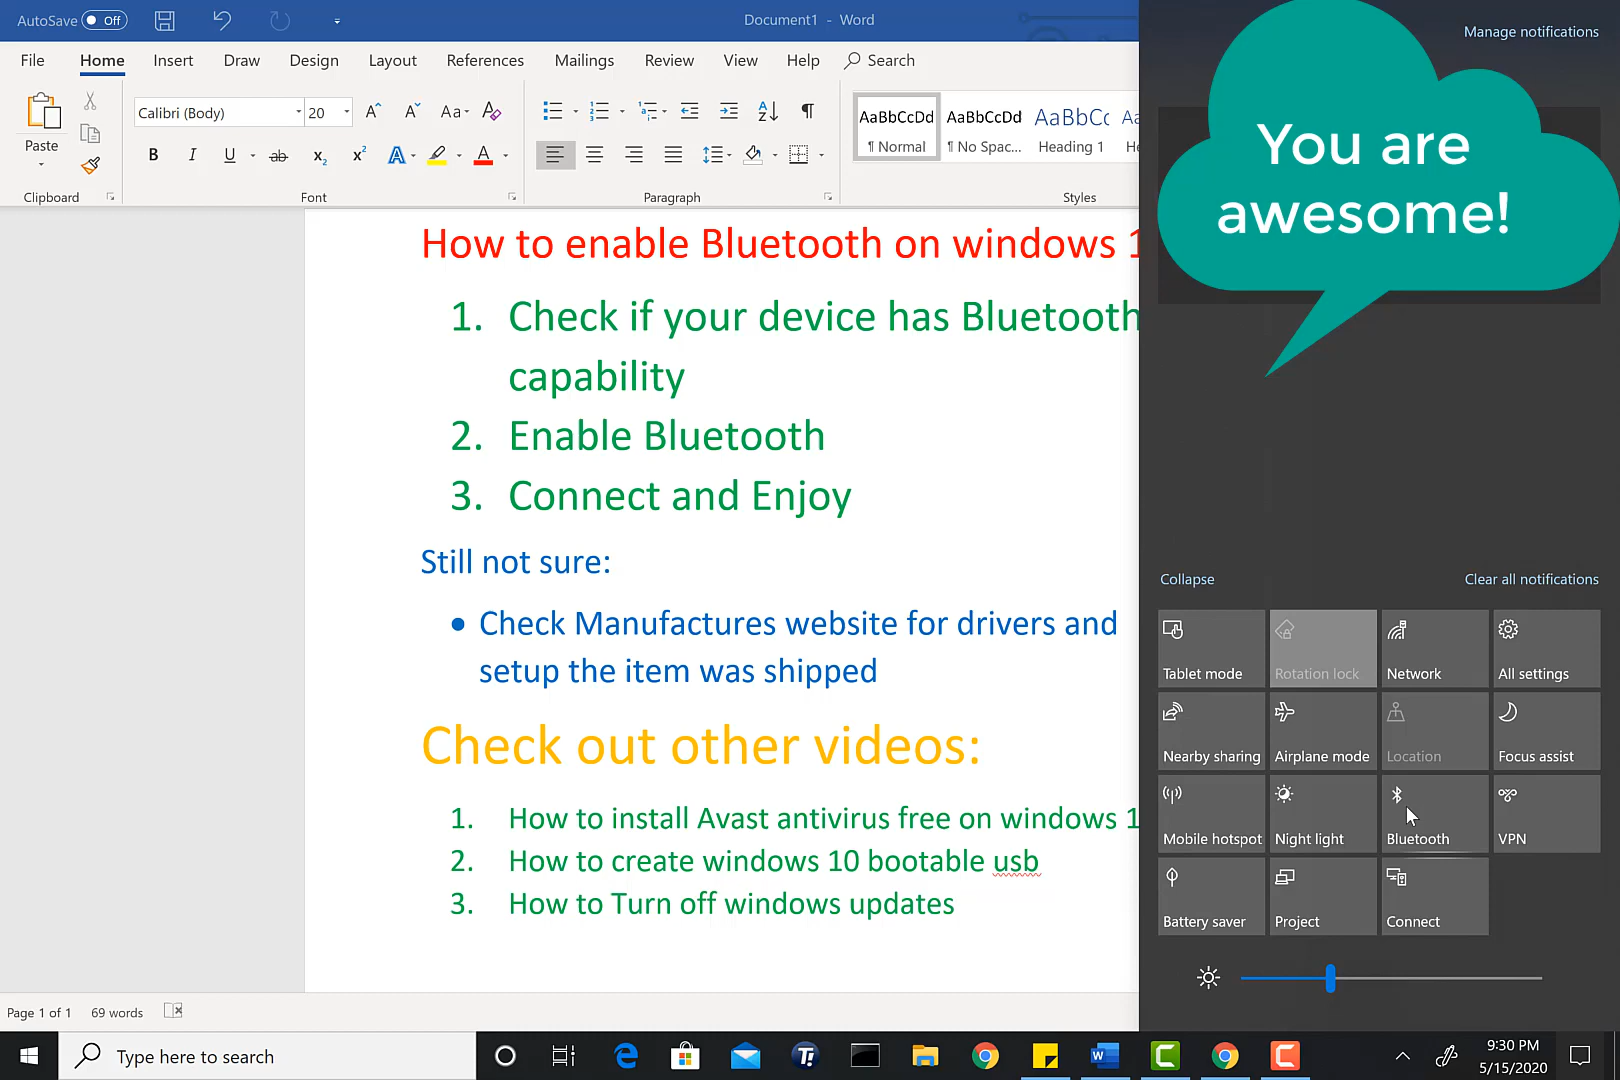 AutoSave Off
Document1 - Word
File Home Insert Draw Design Layout References Mailings Review View Help Search
Paste
Clipboard
Calibri (Body) 20
Font
Paragraph
AaBbCcDd
¶ Normal
AaBbCcDd
¶ No Spac...
AaBbCc
Heading 1
Styles
How to enable Bluetooth on windows 1
1. Check if your device has Bluetooth
capability
2. Enable Bluetooth
3. Connect and Enjoy
Still not sure:
• Check Manufactures website for drivers and
setup the item was shipped
Check out other videos:
1. How to install Avast antivirus free on windows 1
2. How to create windows 10 bootable usb
3. How to Turn off windows updates
Manage notifications
You are
awesome!
Collapse Clear all notifications
Tablet mode Rotation lock Network All settings
Nearby sharing Airplane mode Location Focus assist
Mobile hotspot Night light Bluetooth VPN
Battery saver Project Connect
Page 1 of 1 69 words
Type here to search
9:30 PM
5/15/2020